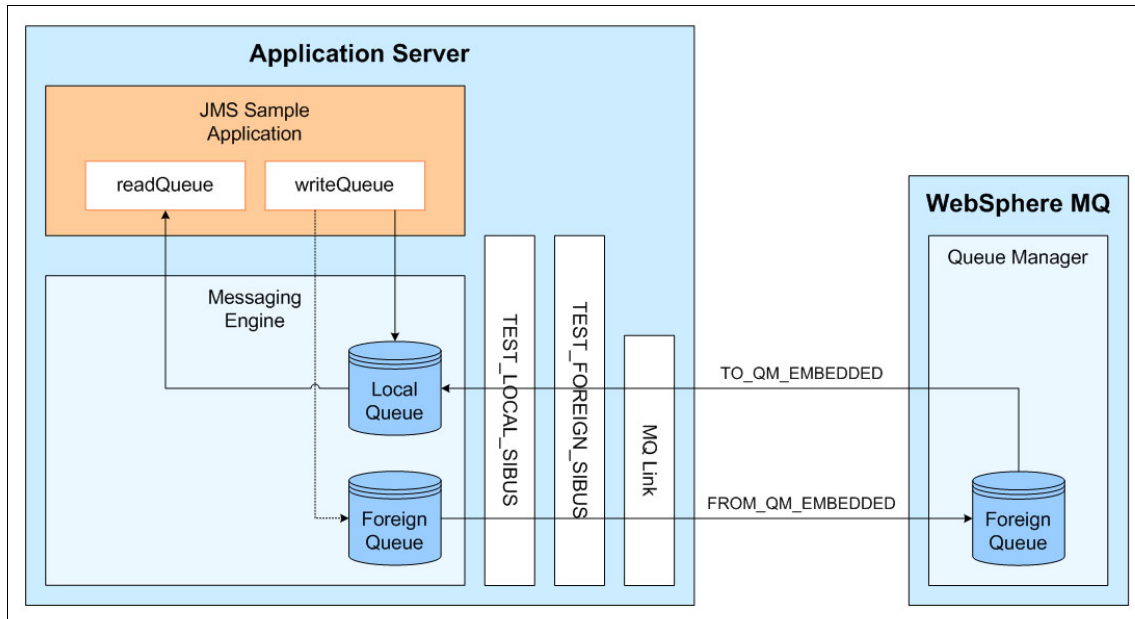 Application Server
JMS Sample
Application
readQueue
writeQueue
Messaging
Engine
Local
Queue
Foreign
Queue
TEST_LOCAL_SIBUS
TEST_FOREIGN_SIBUS
MQ Link
TO_QM_EMBEDDED
FROM_QM_EMBEDDED
WebSphere MQ
Queue Manager
Foreign
Queue